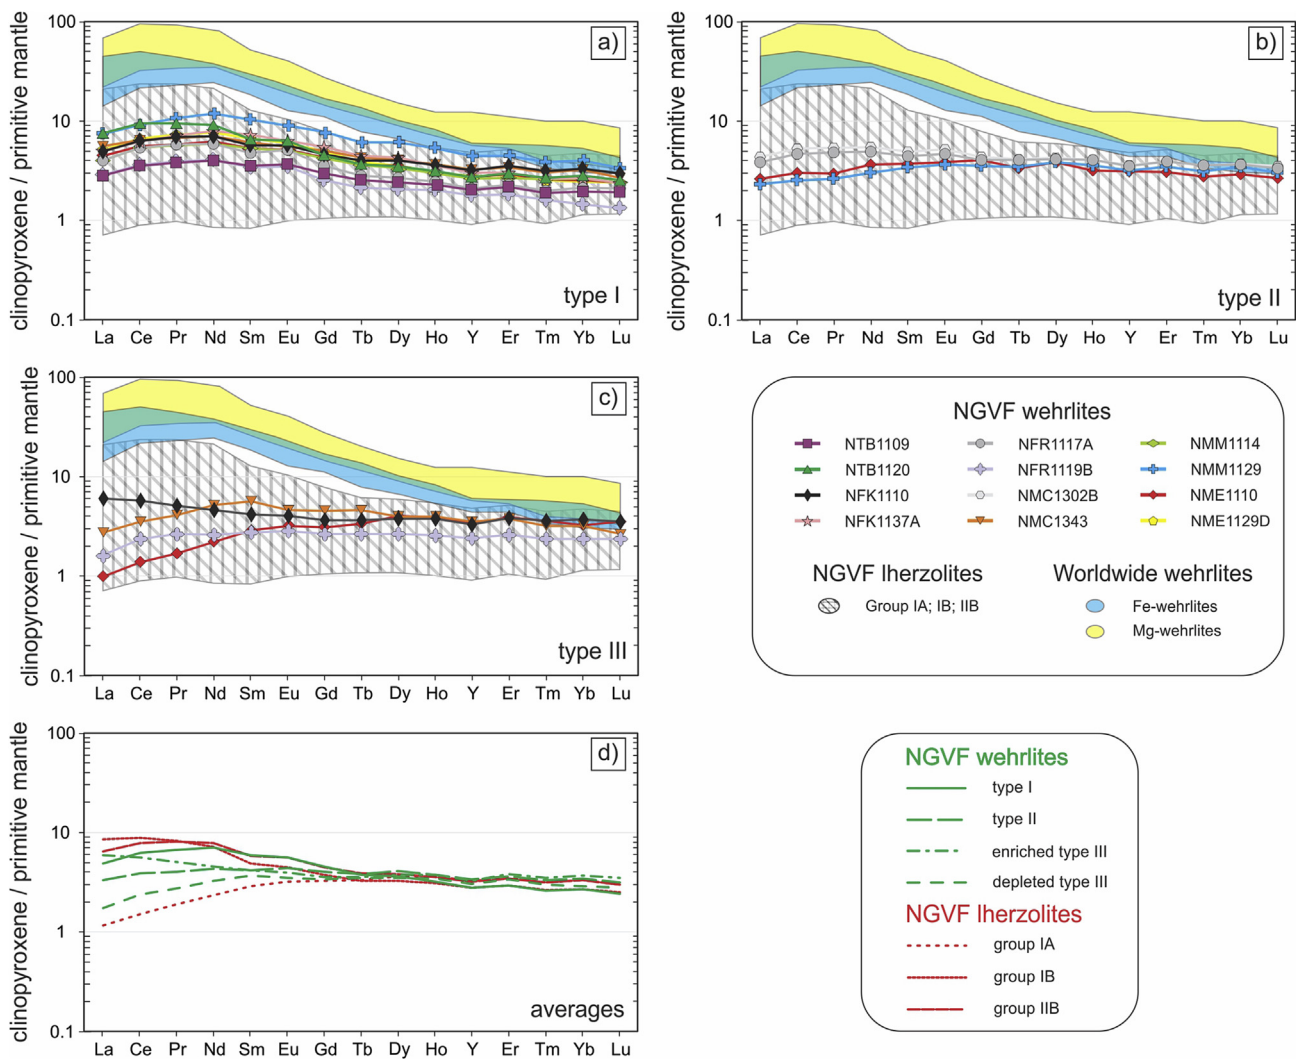 clinopyroxene / primitive mantle
100
10
1
0.1
a)
type I
La Ce Pr Nd Sm Eu Gd Tb Dy Ho Y Er Tm Yb Lu
clinopyroxene / primitive mantle
100
10
1
0.1
b)
type II
La Ce Pr Nd Sm Eu Gd Tb Dy Ho Y Er Tm Yb Lu
clinopyroxene / primitive mantle
100
10
1
0.1
c)
type III
La Ce Pr Nd Sm Eu Gd Tb Dy Ho Y Er Tm Yb Lu
NGVF wehrlites
NTB1109 NFR1117A NMM1114
NTB1120 NFR1119B NMM1129
NFK1110 NMC1302B NME1110
NFK1137A NMC1343 NME1129D
NGVF lherzolites Worldwide wehrlites
Group IA; IB; IIB Fe-wehrlites
Mg-wehrlites
clinopyroxene / primitive mantle
100
10
1
0.1
d)
averages
La Ce Pr Nd Sm Eu Gd Tb Dy Ho Y Er Tm Yb Lu
NGVF wehrlites
type I
type II
enriched type III
depleted type III
NGVF lherzolites
group IA
group IB
group IIB